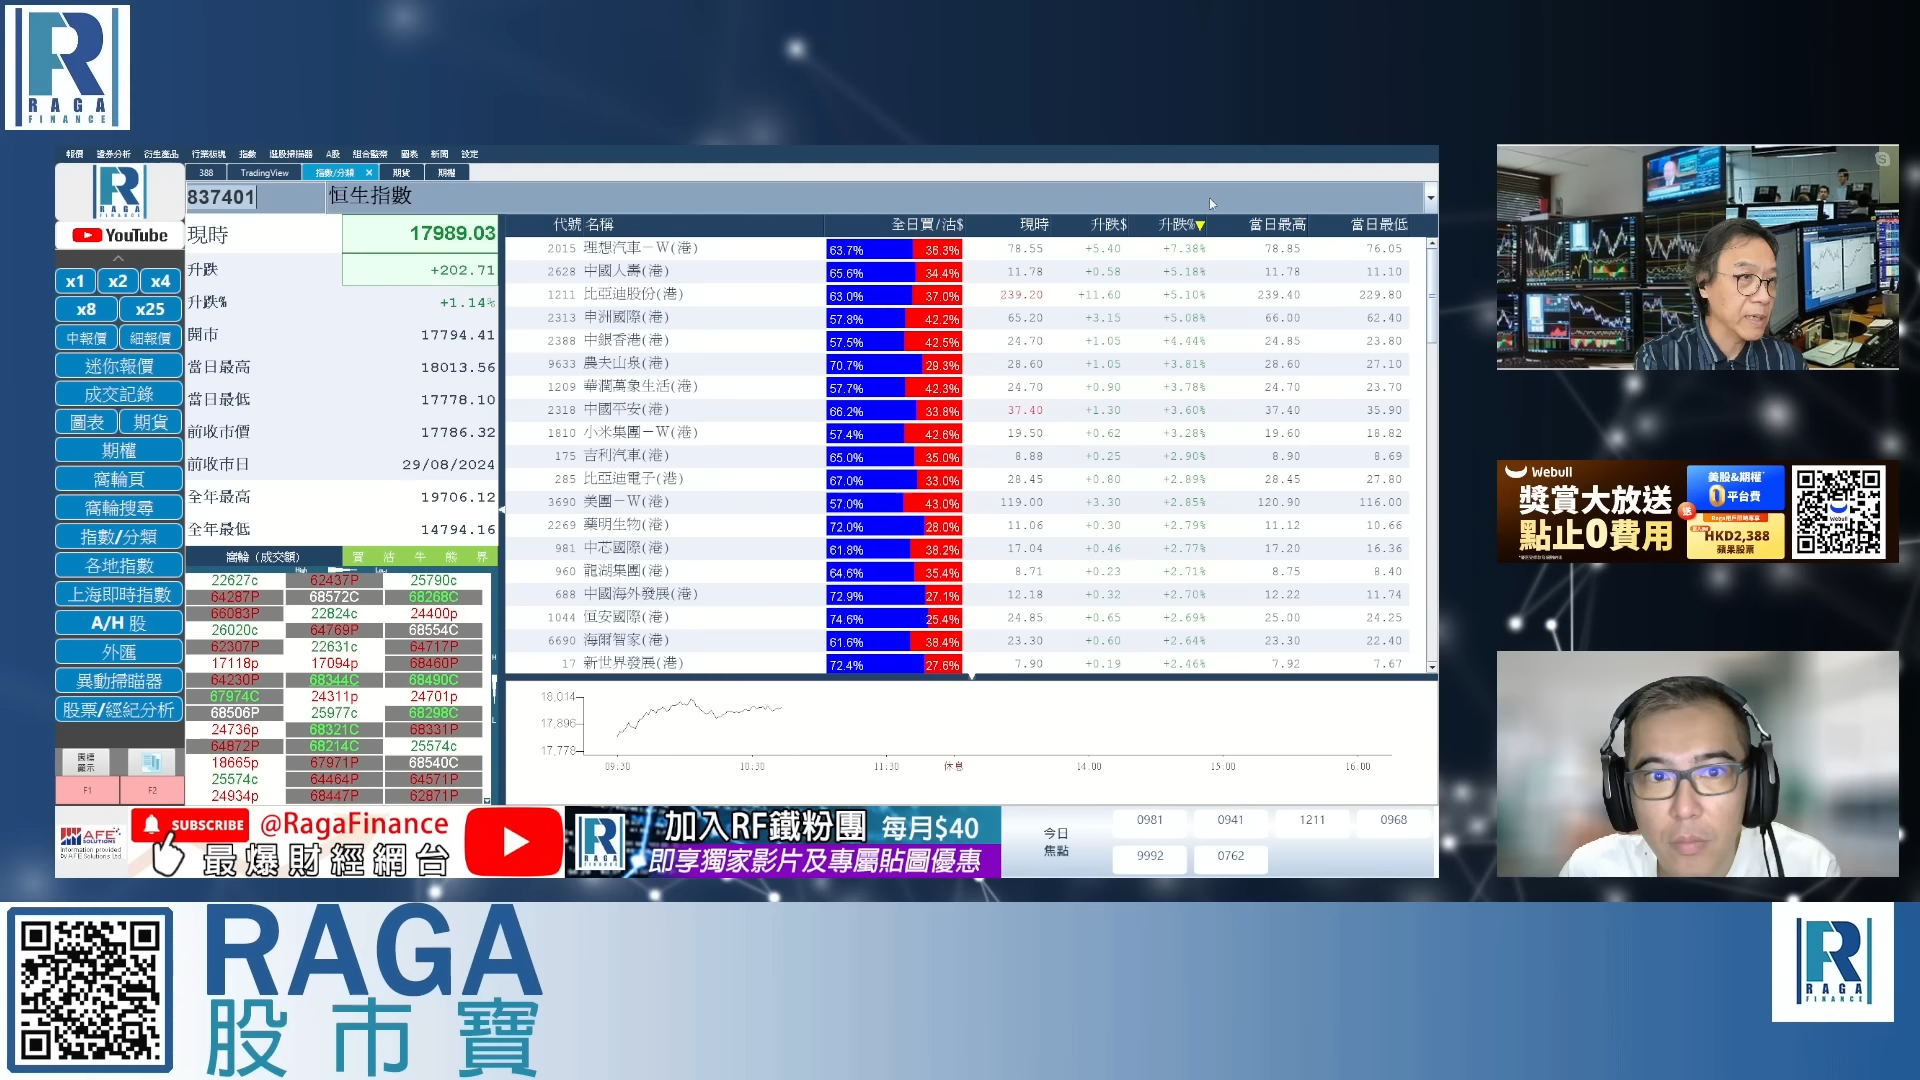 RAGA
FINANCE
報價 證券分析 衍生產品 行業板塊 指數 選股掃描器 A股 組合監察 圖表 新聞 設定
388 TradingView 指數/分類 × 期貨 期權
RAGA
FINANCE
YouTube
x1 x2 x4
x8 x25
中報價 細報價
迷你報價
成交記錄
圖表 期貨
期權
窩輪頁
窩輪搜尋
指數/分類
各地指數
上海即時指數
A/H 股
外匯
異動掃瞄器
股票/經紀分析
F1 F2
837401 恒生指數
現時 17989.03
升跌 +202.71
升跌% +1.14%
開市 17794.41
當日最高 18013.56
當日最低 17778.10
前收市價 17786.32
前收市日 29/08/2024
全年最高 19706.12
全年最低 14794.16
窩輪 (成交額) 買 沽 牛 熊 界
22627c 62437P 25790c
64287P 68572C 68268C
66083P 22824c 24400p
26020c 64769P 68554C
62307P 22631c 64717P
17118p 17094p 68460P
64230P 68344C 68490C
67974C 24311p 24701p
68506P 25977c 68298C
24736p 68321C 68331P
64872P 68214C 25574c
18665p 67971P 68540C
25574c 64464P 64571P
24934p 68447P 62871P
代號 名稱 全日買/沽$ 現時 升跌$ 升跌%▼ 當日最高 當日最低
2015 理想汽車－W(港) 63.7% 36.3% 78.55 +5.40 +7.38% 78.85 76.05
2628 中國人壽(港) 65.6% 34.4% 11.78 +0.58 +5.18% 11.78 11.10
1211 比亞迪股份(港) 63.0% 37.0% 239.20 +11.60 +5.10% 239.40 229.80
2313 申洲國際(港) 57.8% 42.2% 65.20 +3.15 +5.08% 66.00 62.40
2388 中銀香港(港) 57.5% 42.5% 24.70 +1.05 +4.44% 24.85 23.80
9633 農夫山泉(港) 70.7% 29.3% 28.60 +1.05 +3.81% 28.60 27.10
1209 華潤萬象生活(港) 57.7% 42.3% 24.70 +0.90 +3.78% 24.70 23.70
2318 中國平安(港) 66.2% 33.8% 37.40 +1.30 +3.60% 37.40 35.90
1810 小米集團－W(港) 57.4% 42.6% 19.50 +0.62 +3.28% 19.60 18.82
175 吉利汽車(港) 65.0% 35.0% 8.88 +0.25 +2.90% 8.90 8.69
285 比亞迪電子(港) 67.0% 33.0% 28.45 +0.80 +2.89% 28.45 27.80
3690 美團－W(港) 57.0% 43.0% 119.00 +3.30 +2.85% 120.90 116.00
2269 藥明生物(港) 72.0% 28.0% 11.06 +0.30 +2.79% 11.12 10.66
981 中芯國際(港) 61.8% 38.2% 17.04 +0.46 +2.77% 17.20 16.36
960 龍湖集團(港) 64.6% 35.4% 8.71 +0.23 +2.71% 8.75 8.40
688 中國海外發展(港) 72.9% 27.1% 12.18 +0.32 +2.70% 12.22 11.74
1044 恒安國際(港) 74.6% 25.4% 24.85 +0.65 +2.69% 25.00 24.25
6690 海爾智家(港) 61.6% 38.4% 23.30 +0.60 +2.64% 23.30 22.40
17 新世界發展(港) 72.4% 27.6% 7.90 +0.19 +2.46% 7.92 7.67
18,014
17,896
17,778
09:30 10:30 11:30 休息 14:00 15:00 16:00
AFE SOLUTIONS
Information provided by AFE Solutions Ltd.
SUBSCRIBE @RagaFinance
最爆財經網台
RAGA
FINANCE
加入RF鐵粉團 每月$40
即享獨家影片及專屬貼圖優惠
今日
焦點
0981 0941 1211 0968
9992 0762
Webull
獎賞大放送
點止0費用
美股&期權
0平台費
送
HKD2,388
蘋果股票
Webull
RAGA
股市寶
RAGA
FINANCE